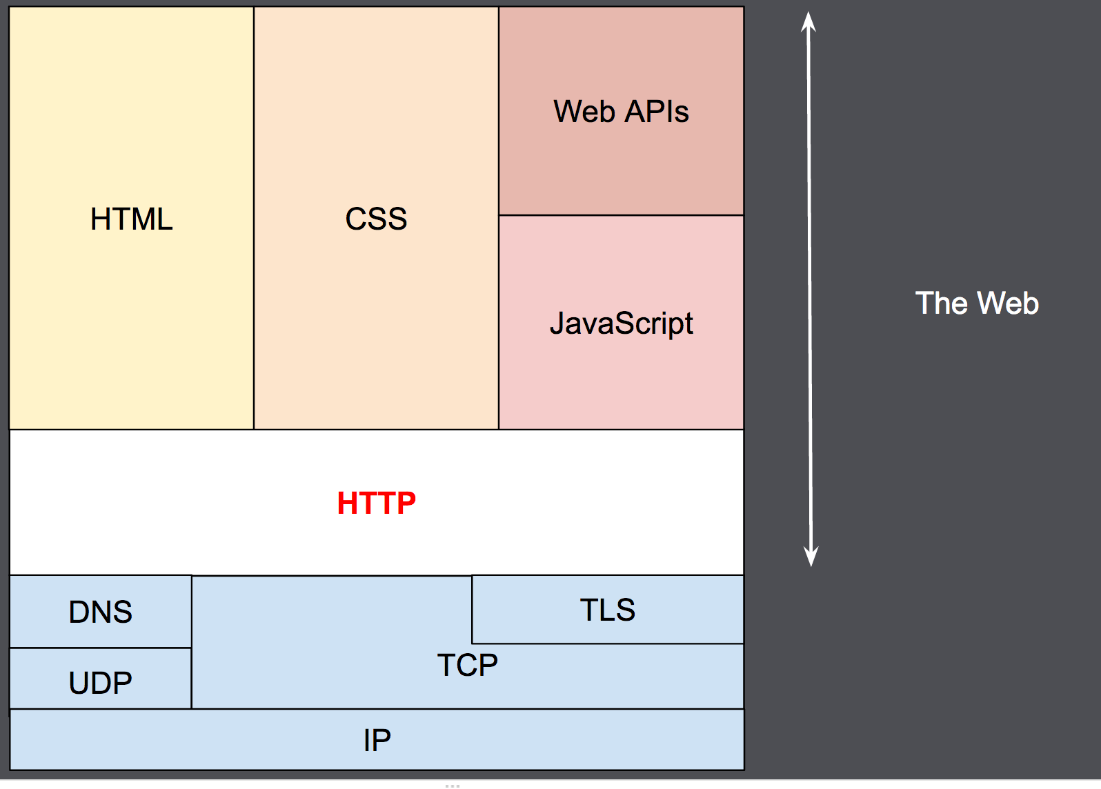 Web APIs
HTML
CSS
JavaScript
The Web
HTTP
DNS
TLS
TCP
UDP
IP